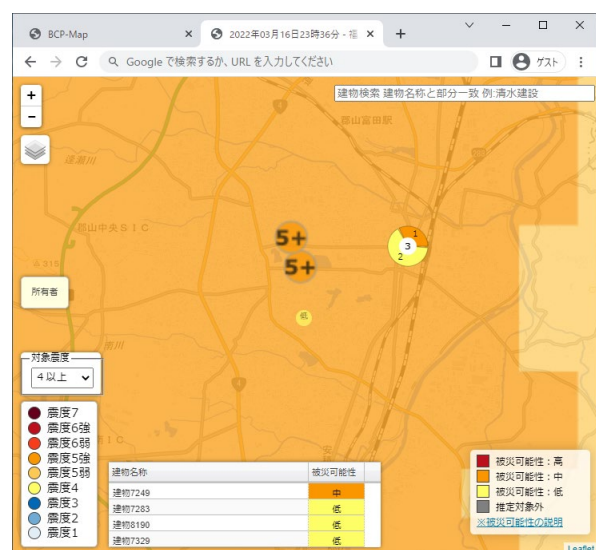 BCP-Map
2022年03月16日23時36分 - 福
Google で検索するか、URL を入力してください
ゲスト
+
−
建物検索 建物名称と部分一致 例:清水建設
郡山富田駅
逢瀬川
郡山中央ＳＩＣ
5+
5+
1
3
2
低
所有者
対象震度
４以上
震度7
震度6強
震度6弱
震度5強
震度5弱
震度4
震度3
震度2
震度1
建物名称 被災可能性
建物7249 中
建物7283 低
建物8190 低
建物7329 低
被災可能性：高
被災可能性：中
被災可能性：低
推定対象外
※被災可能性の説明
Leaflet